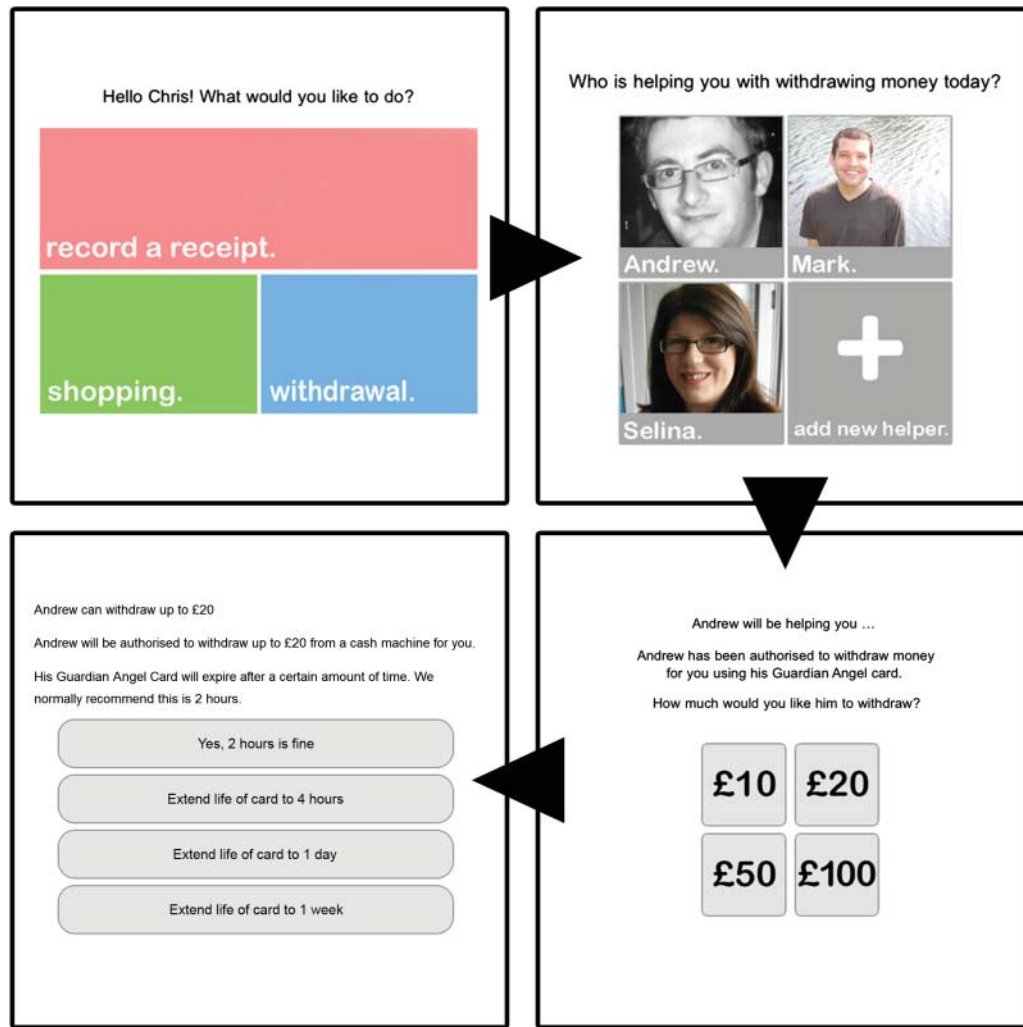 Hello Chris! What would you like to do?
record a receipt.
shopping.
withdrawal.
Who is helping you with withdrawing money today?
Andrew.
Mark.
Selina.
add new helper.
Andrew will be helping you ...
Andrew has been authorised to withdraw money
for you using his Guardian Angel card.
How much would you like him to withdraw?
£10
£20
£50
£100
Andrew can withdraw up to £20
Andrew will be authorised to withdraw up to £20 from a cash machine for you.
His Guardian Angel Card will expire after a certain amount of time. We
normally recommend this is 2 hours.
Yes, 2 hours is fine
Extend life of card to 4 hours
Extend life of card to 1 day
Extend life of card to 1 week